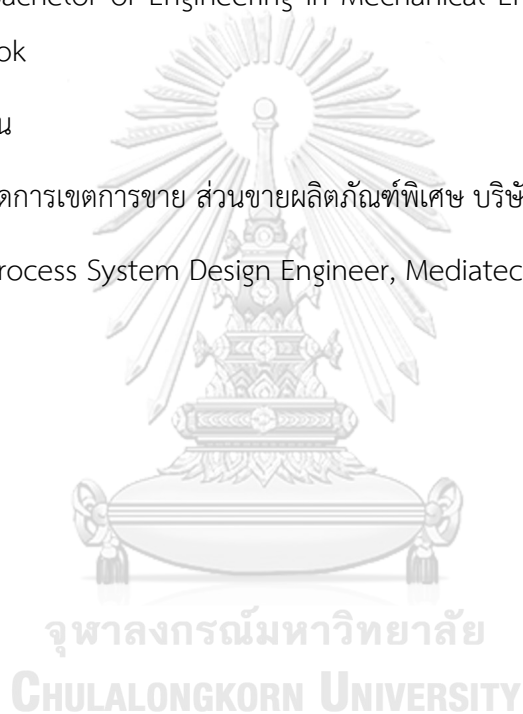 Bachelor of Engineering in Mechanical
ok
น
ดการเขตการขาย ส่วนขายผลิตภัณฑ์พิเศษ บริษั
rocess System Design Engineer, Mediatec
จุฬาลงกรณ์มหาวิทยาลัย
CHULALONGKORN UNIVERSITY